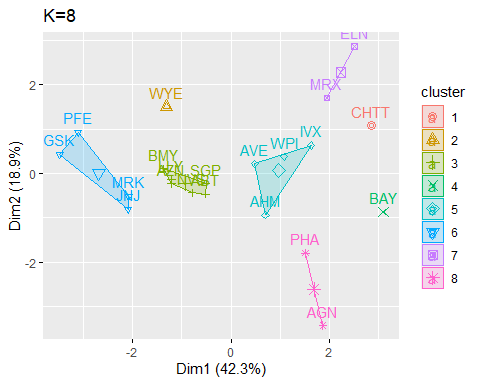 K=8
ELN
MRX
WYE
CHTT
PFE
GSK
IVX
WPI
AVE
BMY
SGP
MRK
JNJ
AHM
BAY
PHA
AGN
2
0
-2
-2
0
2
Dim2 (18.9%)
Dim1 (42.3%)
cluster
1
2
3
4
5
6
7
8